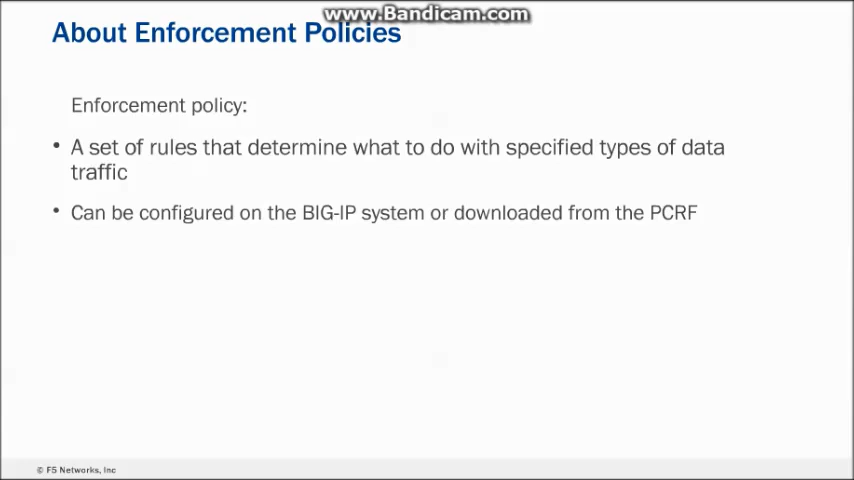 www.Bandicam.com
About Enforcement Policies
Enforcement policy:
• A set of rules that determine what to do with specified types of data
traffic
• Can be configured on the BIG-IP system or downloaded from the PCRF
© F5 Networks, Inc